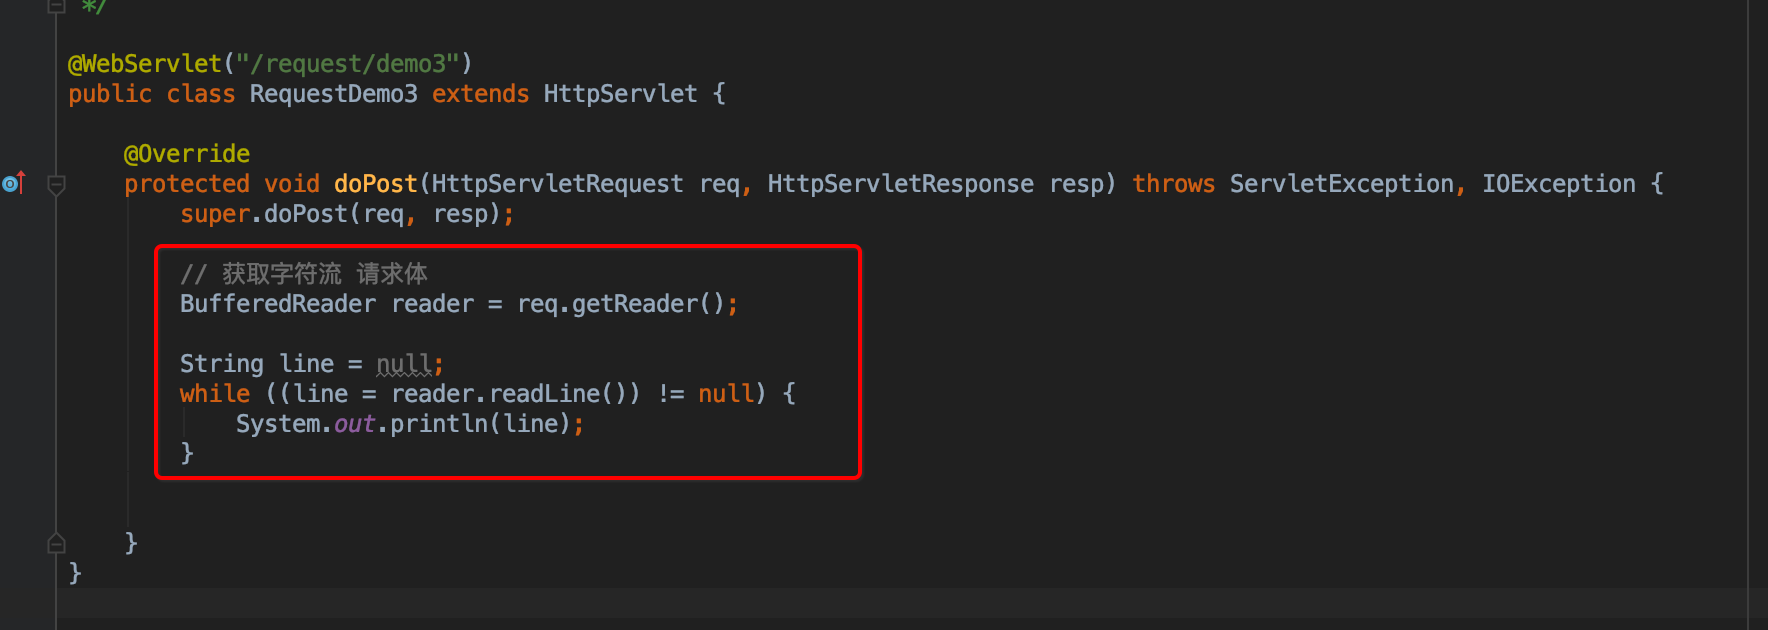 */
@WebServlet("/request/demo3")
public class RequestDemo3 extends HttpServlet {
@Override
protected void doPost(HttpServletRequest req, HttpServletResponse resp) throws ServletException, IOException {
super.doPost(req, resp);
// 获取字符流 请求体
BufferedReader reader = req.getReader();
String line = null;
while ((line = reader.readLine()) != null) {
System.out.println(line);
}
}
}